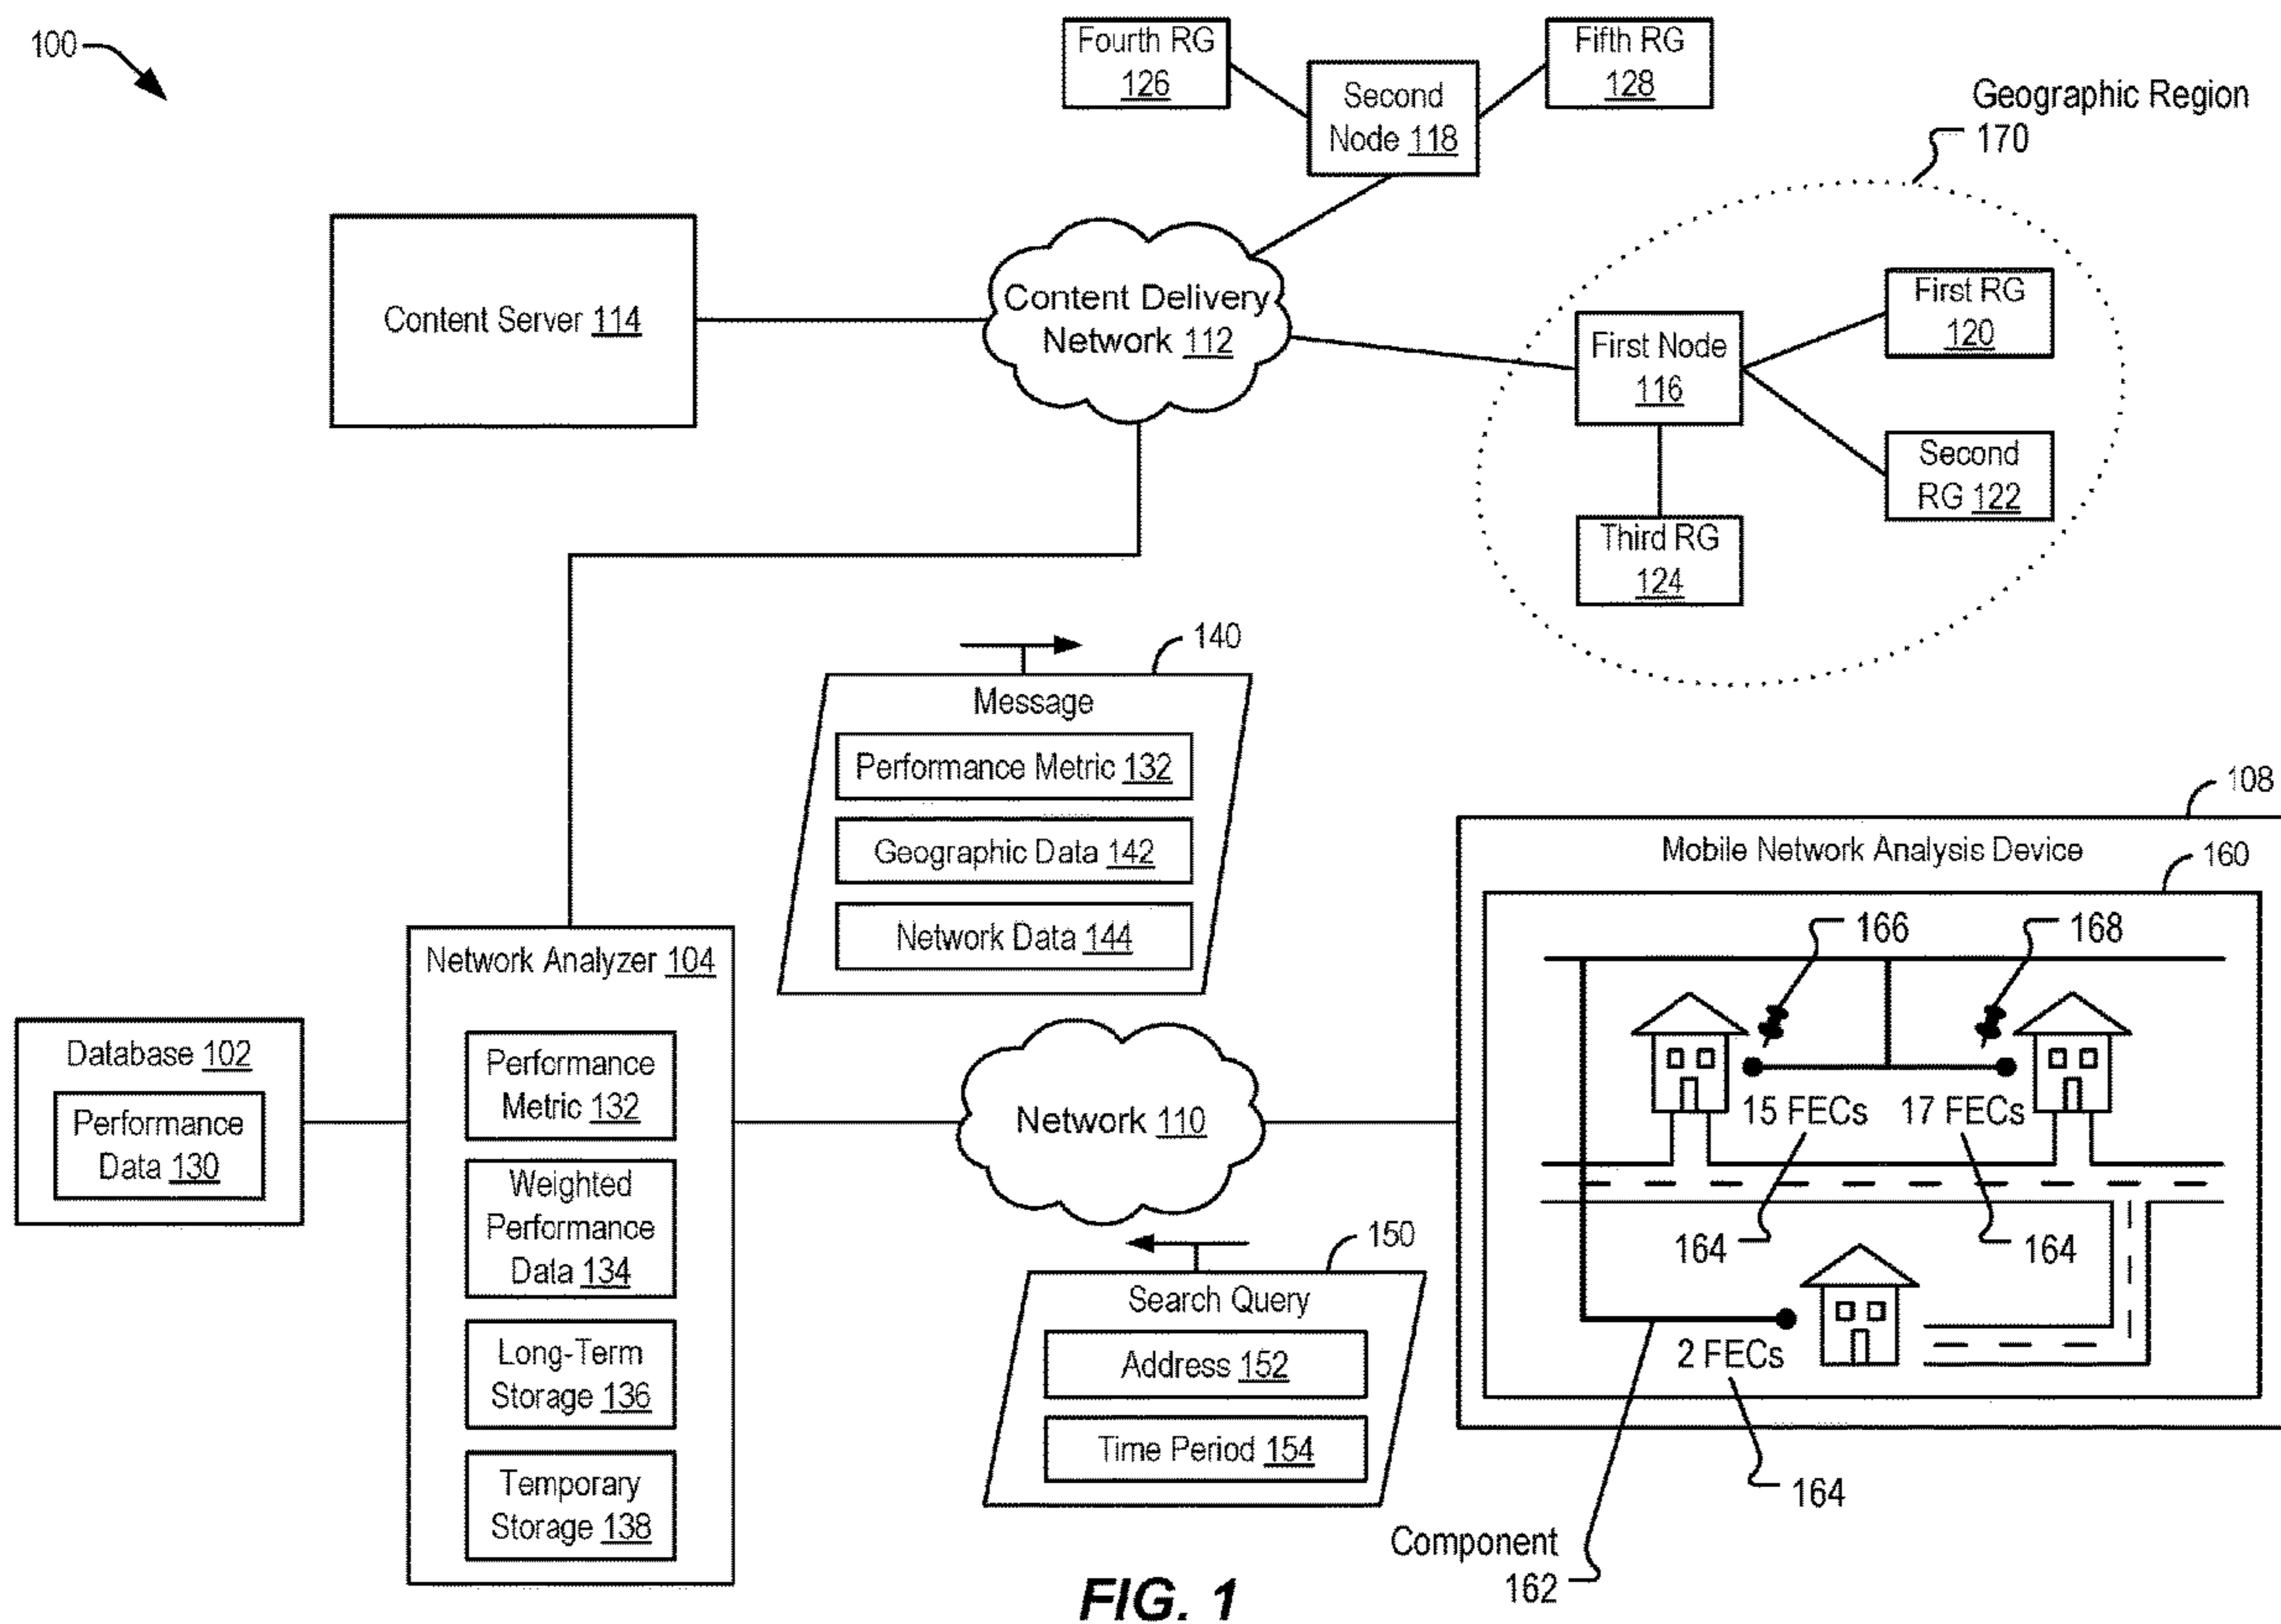 100
Fourth RG
126
Second
Node 118
Fifth RG
128
Geographic Region
170
Content Server 114
Content Delivery
Network 112
First Node
116
First RG
120
Second
RG 122
Third RG
124
140
Message
Performance Metric 132
Geographic Data 142
Network Data 144
108
Mobile Network Analysis Device
160
166
168
15 FECs
17 FECs
164
164
2 FECs
164
Component
162
Network Analyzer 104
Performance
Metric 132
Weighted
Performance
Data 134
Long-Term
Storage 136
Temporary
Storage 138
Database 102
Performance
Data 130
Network 110
150
Search Query
Address 152
Time Period 154
FIG. 1